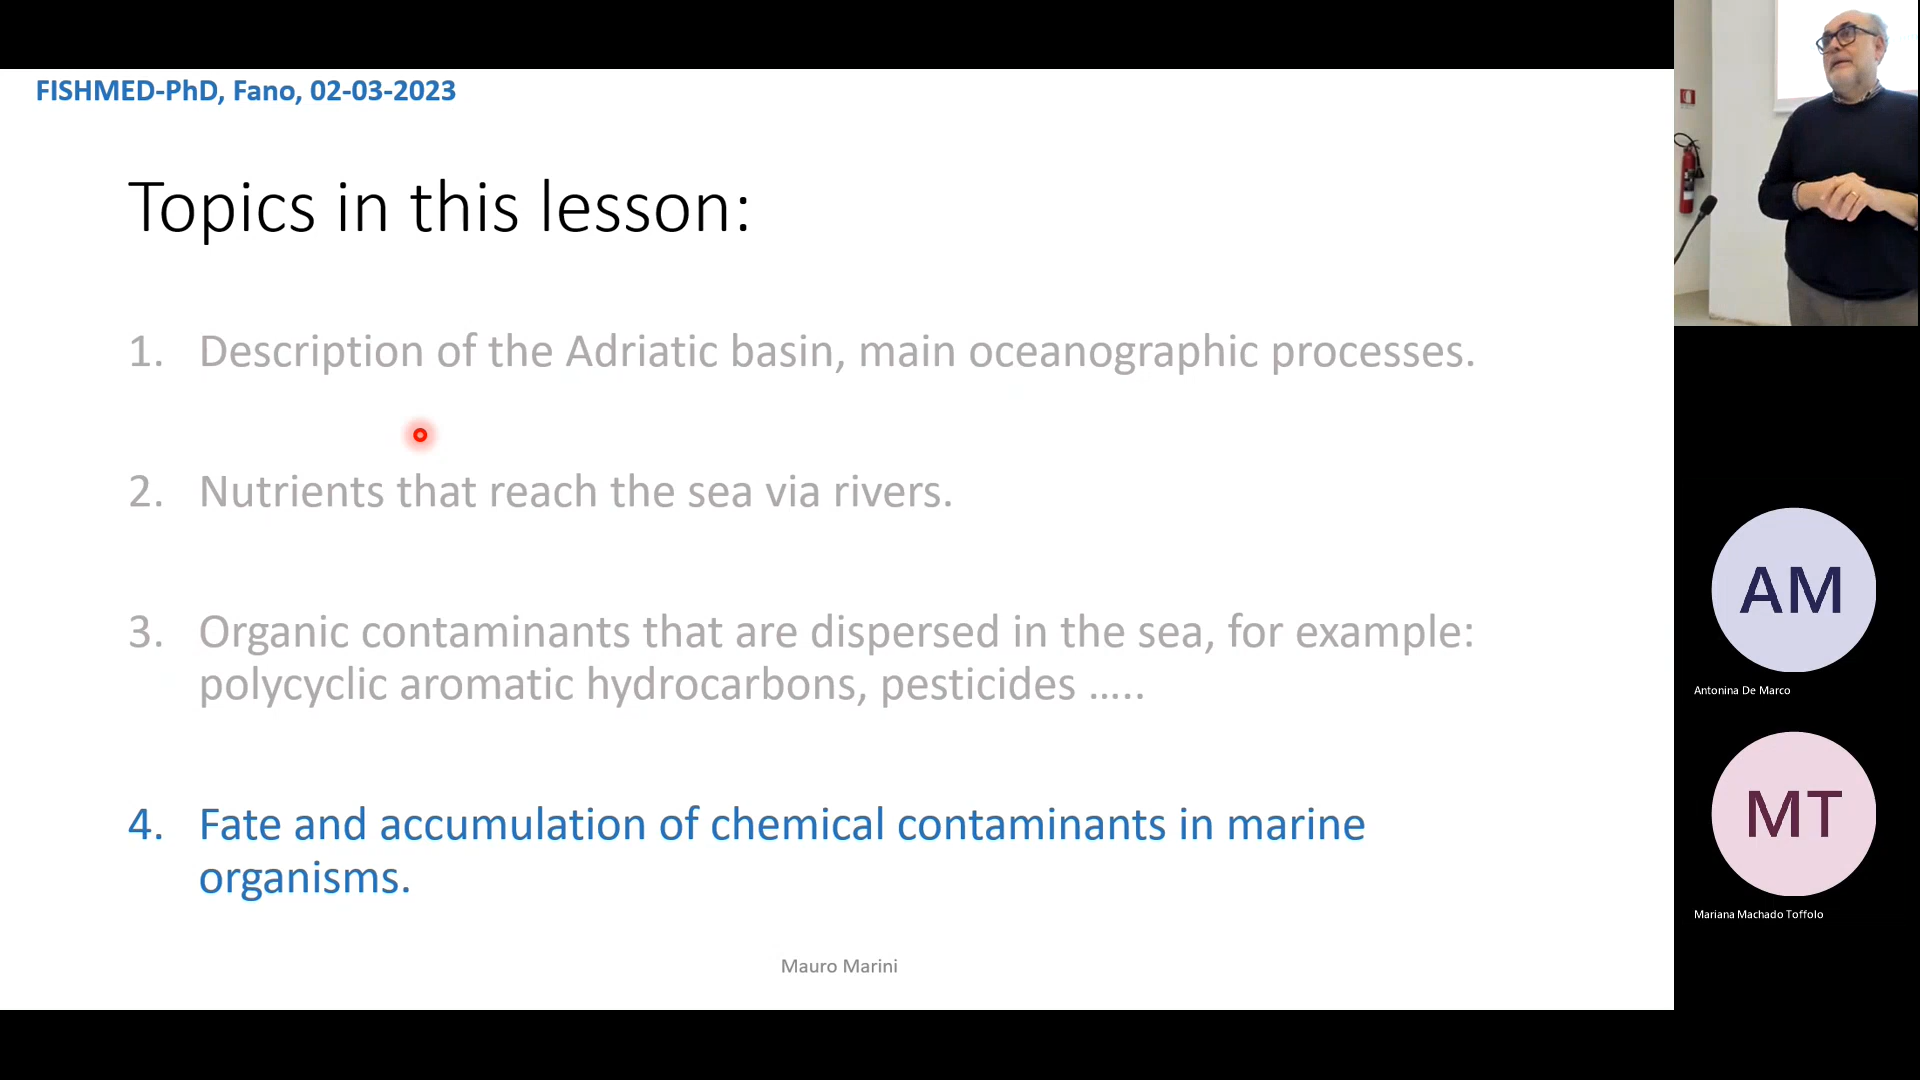 FISHMED-PhD, Fano, 02-03-2023
Topics in this lesson:
1. Description of the Adriatic basin, main oceanographic processes.
2. Nutrients that reach the sea via rivers.
3. Organic contaminants that are dispersed in the sea, for example:
polycyclic aromatic hydrocarbons, pesticides .....
4. Fate and accumulation of chemical contaminants in marine
organisms.
Mauro Marini
AM
Antonina De Marco
MT
Mariana Machado Toffolo